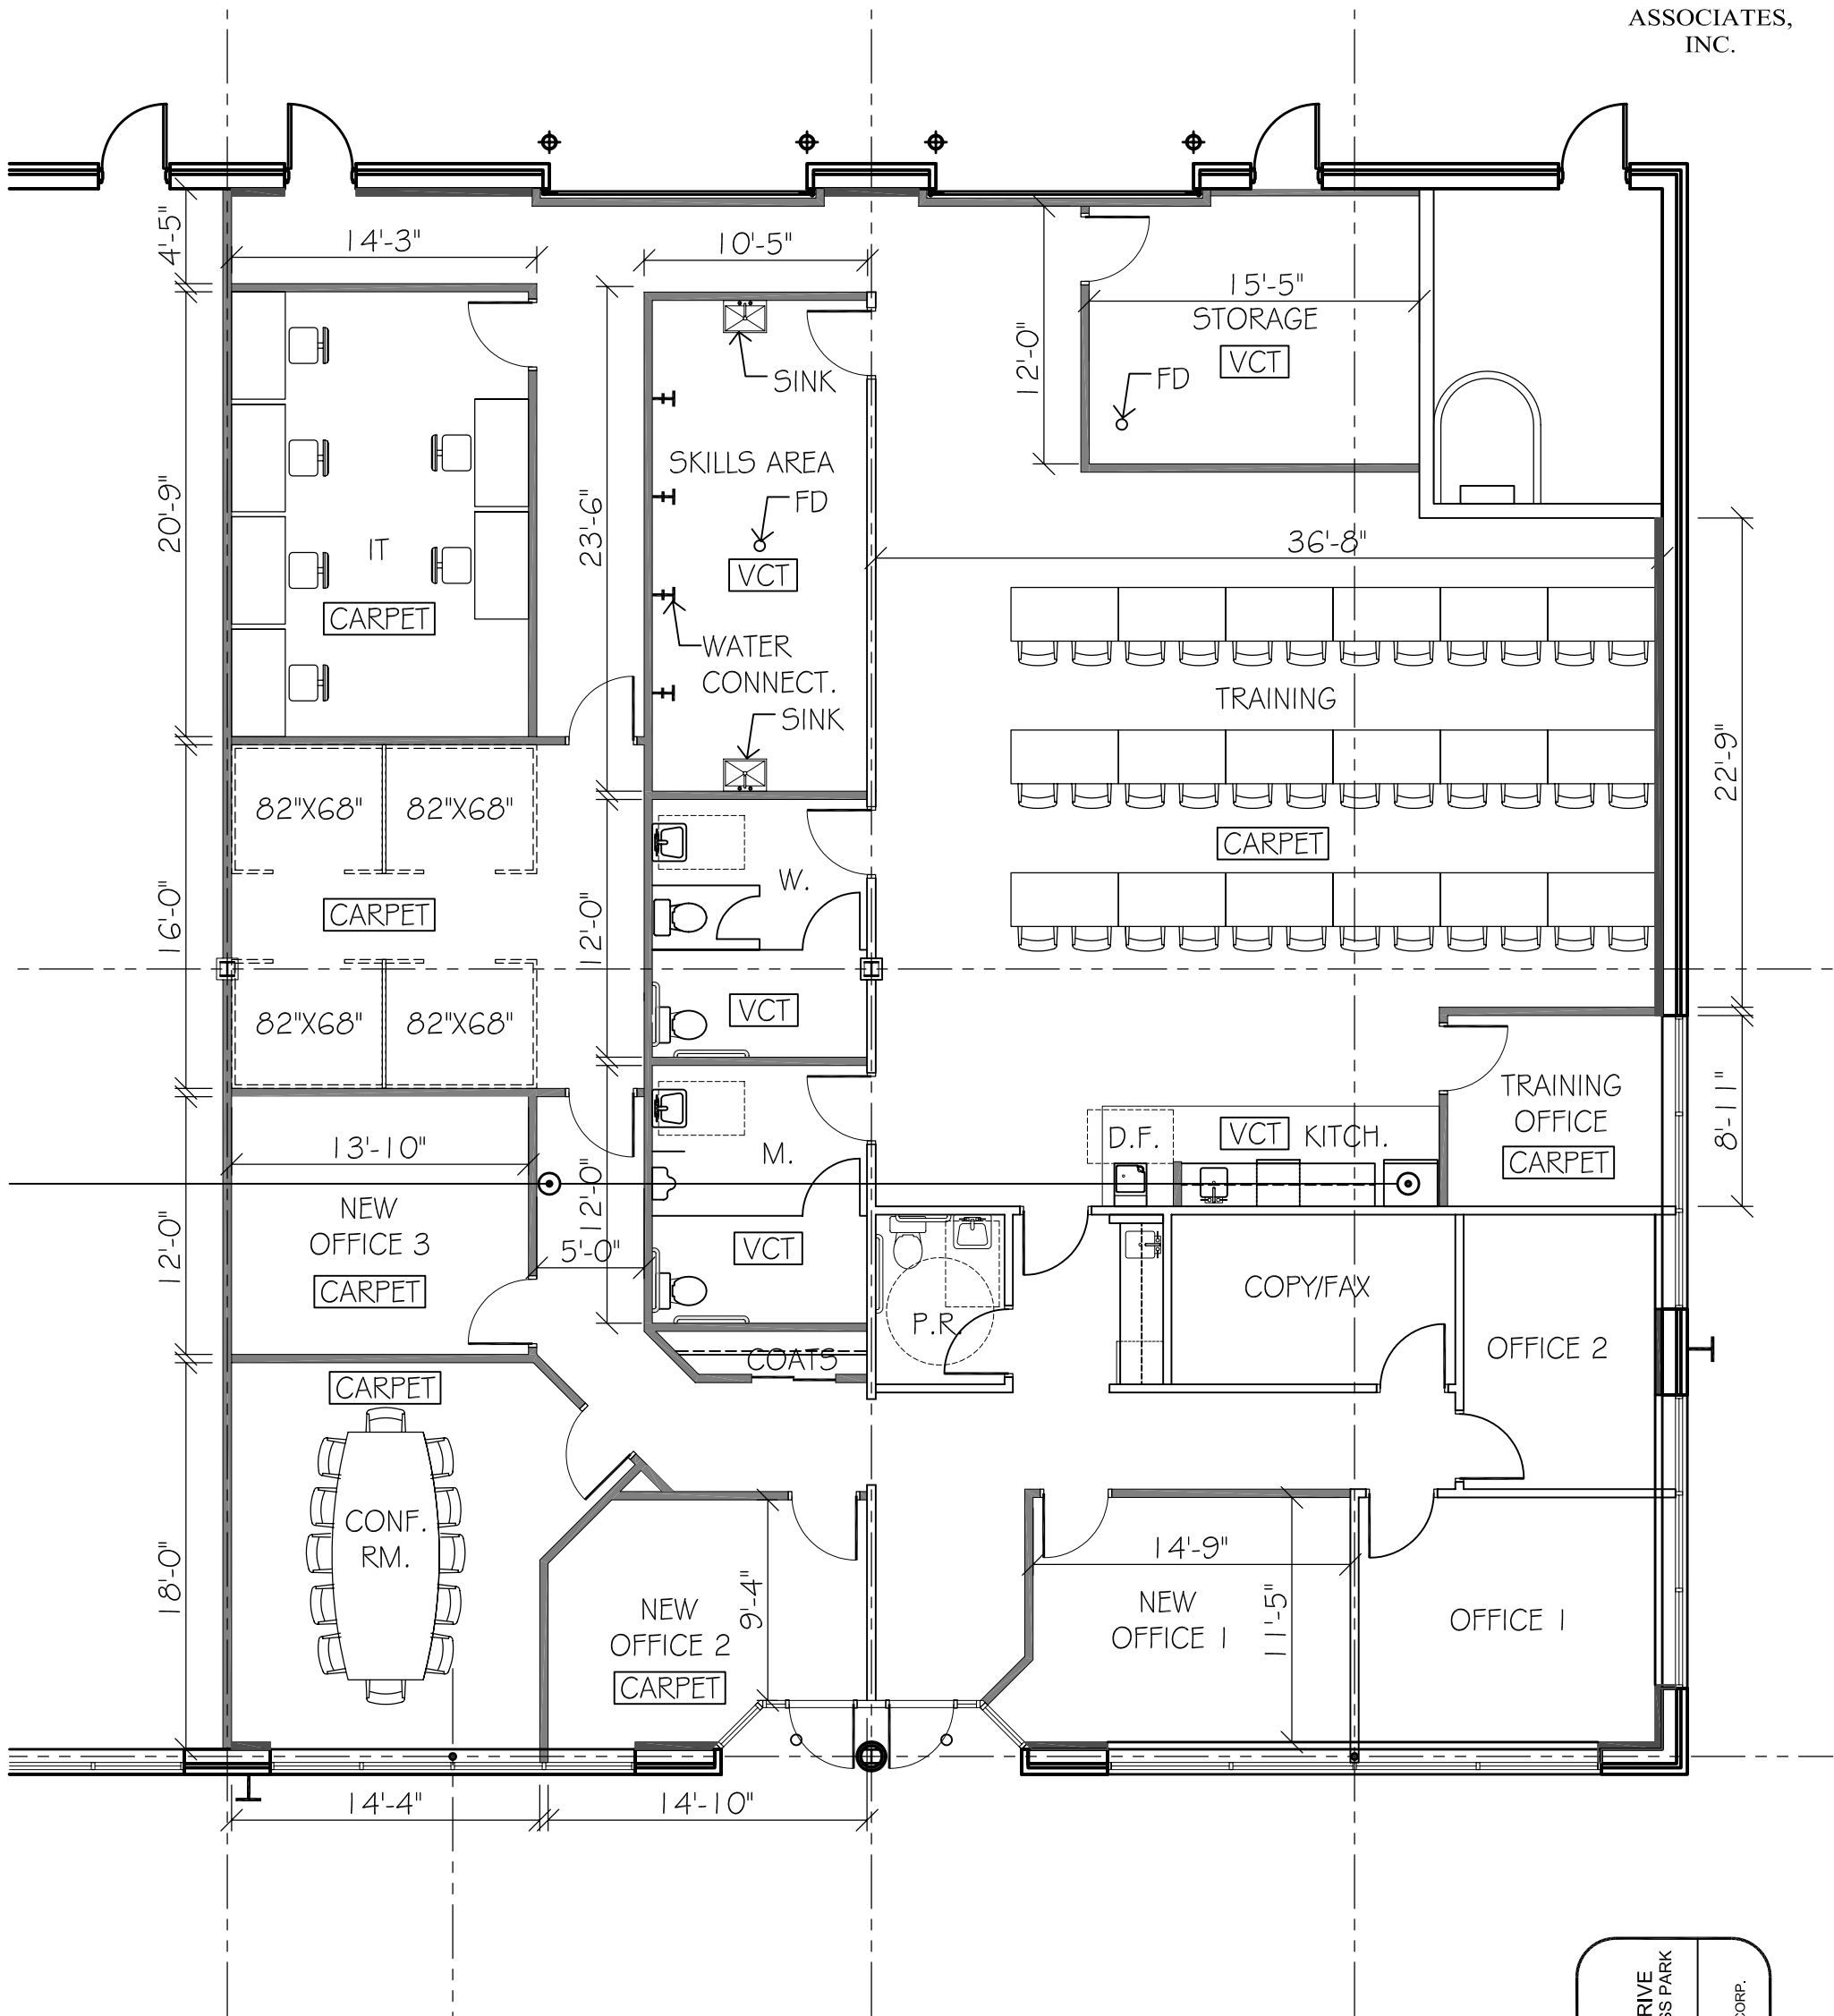 ASSOCIATES,
INC.
4'-5"
14'-3"
10'-5"
15'-5"
STORAGE
VCT
FD
12'-0"
SINK
SKILLS AREA
FD
VCT
20'-9"
IT
CARPET
23'-6"
36'-8"
WATER
CONNECT.
SINK
TRAINING
CARPET
22'-9"
82"X68"
82"X68"
CARPET
16'-0"
82"X68"
82"X68"
12'-0"
W.
VCT
TRAINING
OFFICE
CARPET
8'-11"
D.F.
VCT
KITCH.
13'-10"
M.
12'-0"
NEW
OFFICE 3
CARPET
12'-0"
5'-0"
VCT
COPY/FAX
P.R.
OFFICE 2
COATS
CARPET
CONF.
RM.
18'-0"
14'-9"
NEW
OFFICE 2
CARPET
9'-4"
NEW
OFFICE 1
11'-5"
OFFICE 1
14'-4"
14'-10"
RIVE
SS PARK
CORP.